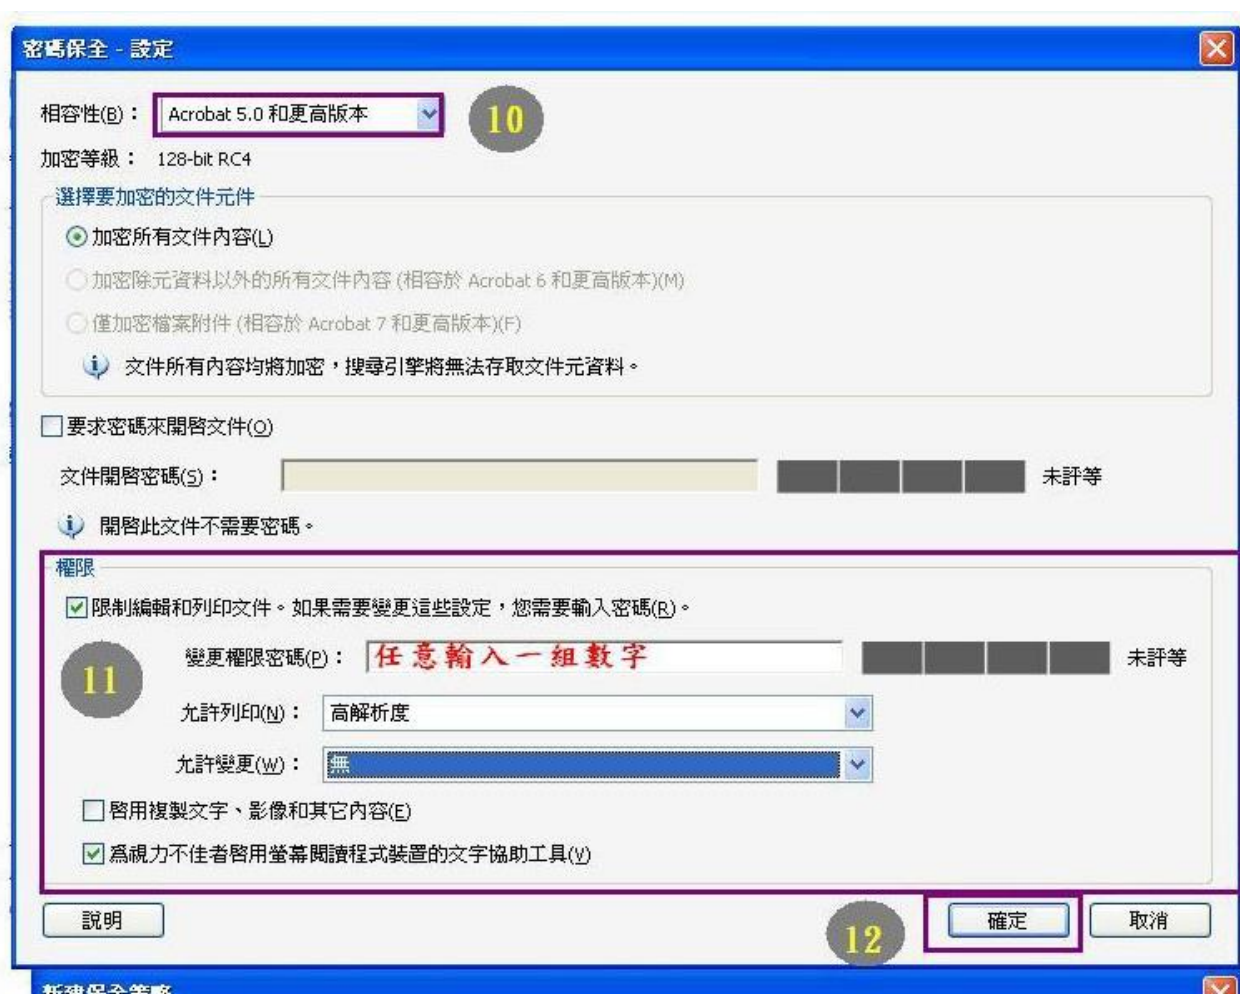 密碼保全 - 設定
相容性(B)： Acrobat 5.0 和更高版本 10
加密等級： 128-bit RC4
選擇要加密的文件元件
加密所有文件內容(L)
加密除元資料以外的所有文件內容 (相容於 Acrobat 6 和更高版本)(M)
僅加密檔案附件 (相容於 Acrobat 7 和更高版本)(F)
文件所有內容均將加密，搜尋引擎將無法存取文件元資料。
要求密碼來開啓文件(O)
文件開啓密碼(S)： 未評等
開啓此文件不需要密碼。
權限
限制編輯和列印文件。如果需要變更這些設定，您需要輸入密碼(R)。
11 變更權限密碼(P)： 任意輸入一組數字 未評等
允許列印(N)： 高解析度
允許變更(W)： 無
啓用複製文字、影像和其它內容(E)
爲視力不佳者啓用螢幕閱讀程式裝置的文字協助工具(V)
說明 12 確定 取消
新建保全策略